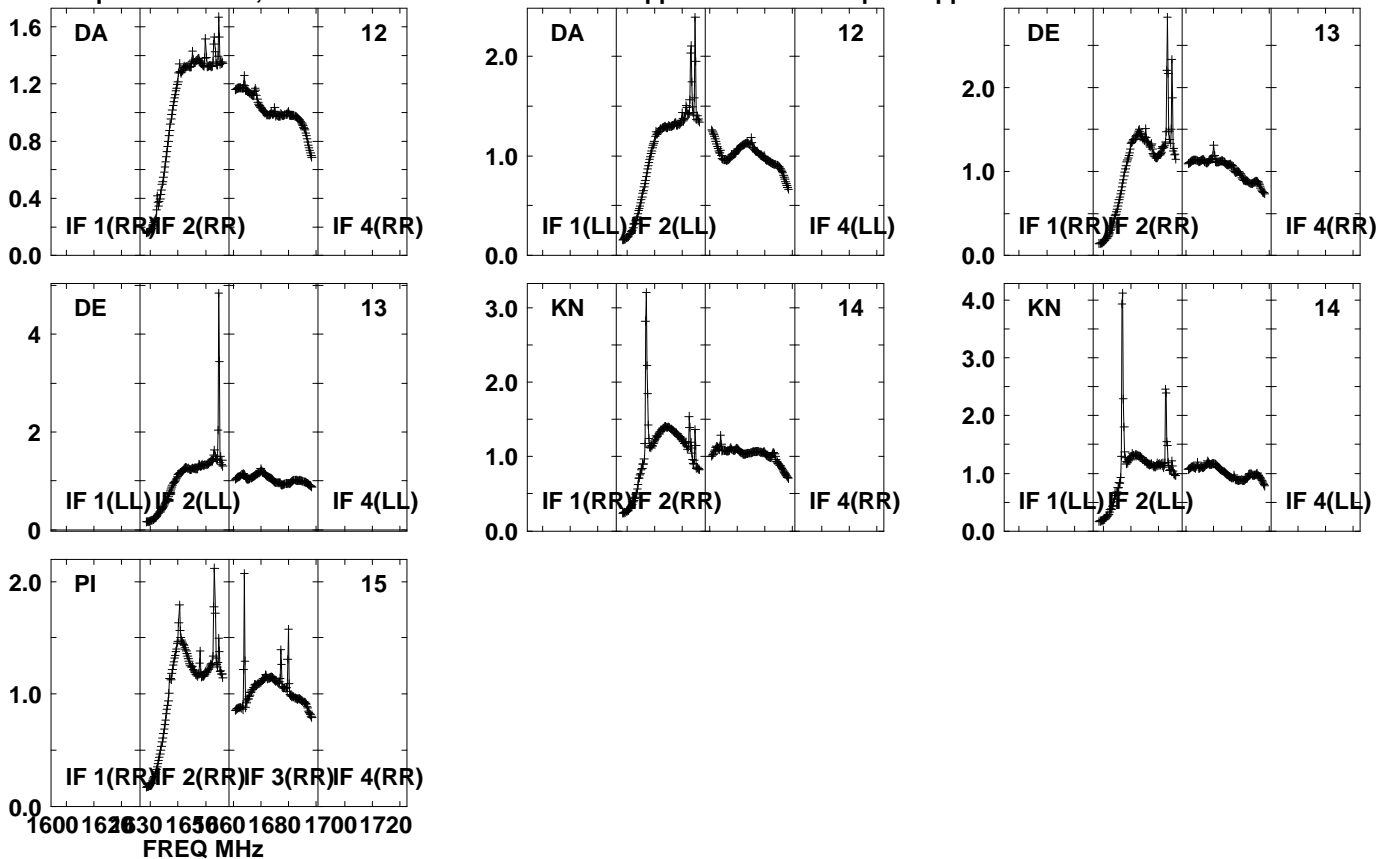 DA 12
1.6
1.2
0.8
0.4
0.0
IF 1(RR) IF 2(RR) IF 4(RR)
DA 12
2.0
1.0
0.0
IF 1(LL) IF 2(LL) IF 4(LL)
DE 13
2.0
1.0
0.0
IF 1(RR) IF 2(RR) IF 4(RR)
DE 13
4
2
0
IF 1(LL) IF 2(LL) IF 4(LL)
KN 14
3.0
2.0
1.0
0.0
IF 1(RR) IF 2(RR) IF 4(RR)
KN 14
4.0
3.0
2.0
1.0
0.0
IF 1(LL) IF 2(LL) IF 4(LL)
PI 15
2.0
1.0
0.0
IF 1(RR) IF 2(RR) IF 3(RR) IF 4(RR)
1600 1620 1630 1650 1660 1680 1700 1720
FREQ MHz